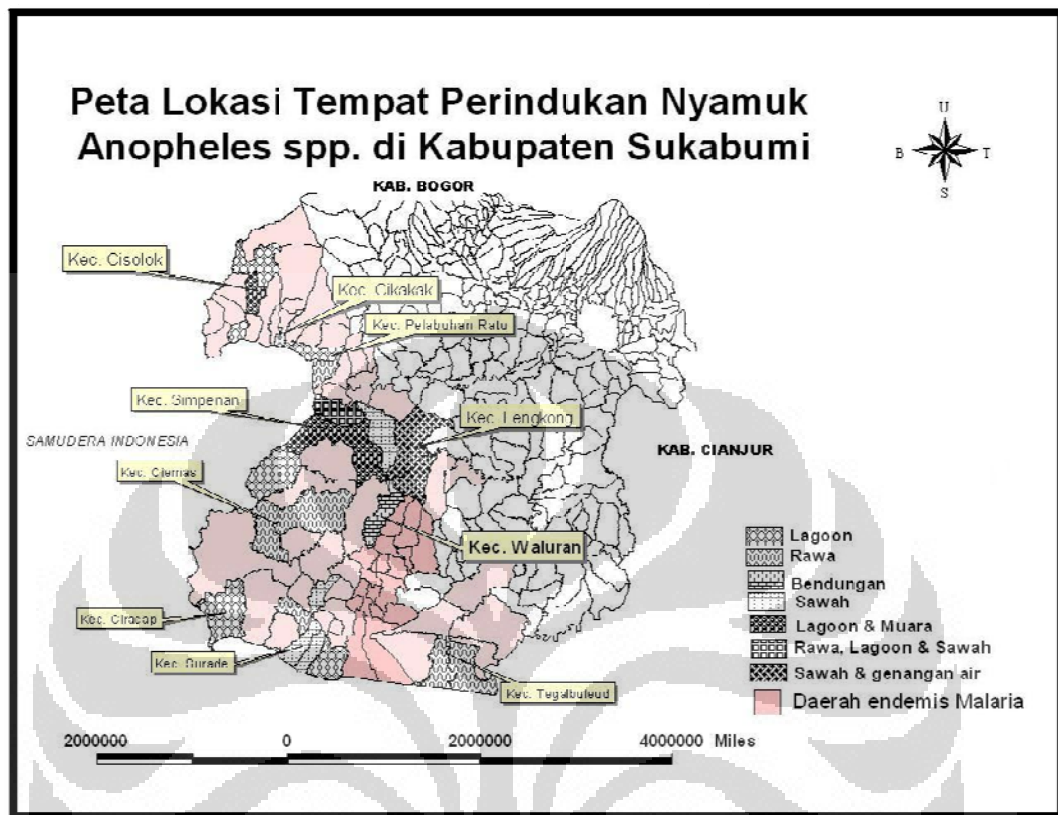 Peta Lokasi Tempat Perindukan Nyamuk
Anopheles spp. di Kabupaten Sukabumi
U
B
T
S
KAB. BOGOR
Kec. Cisolok
Kec. Cikakak
Kec. Pelabuhan Ratu
Kec. Simpenan
Kec. Lengkong
SAMUDERA INDONESIA
KAB. CIANJUR
Kec. Ciemas
Kec. Waluran
Lagoon
Rawa
Bendungan
Sawah
Lagoon & Muara
Rawa, Lagoon & Sawah
Sawah & genangan air
Daerah endemis Malaria
Kec. Ciracap
Kec. Surade
Kec. Tegalbuleud
2000000 0 2000000 4000000 Miles